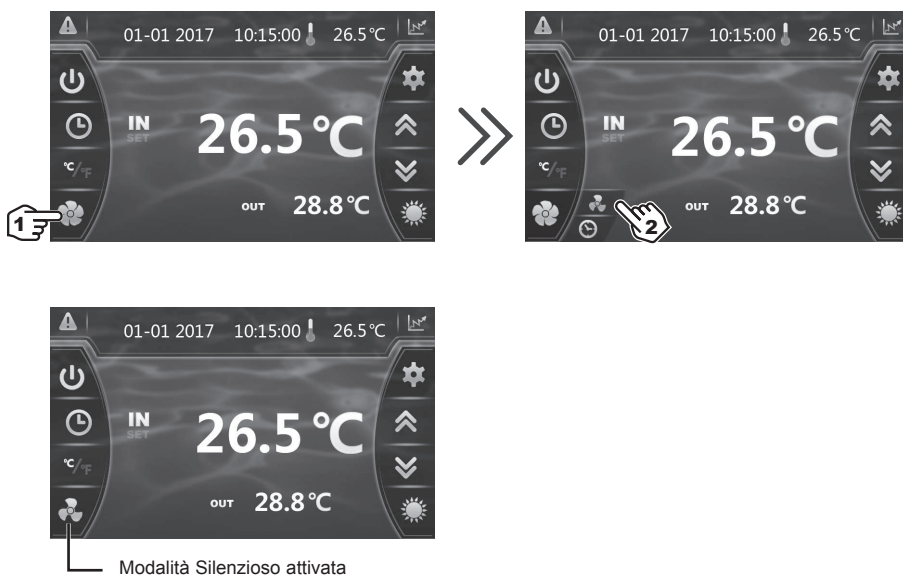 01-01 2017 10:15:00 26.5°C
IN
SET
26.5°C
°C/°F
OUT 28.8°C
1
01-01 2017 10:15:00 26.5°C
IN
SET
26.5°C
°C/°F
OUT 28.8°C
2
01-01 2017 10:15:00 26.5°C
IN
SET
26.5°C
°C/°F
OUT 28.8°C
Modalità Silenzioso attivata